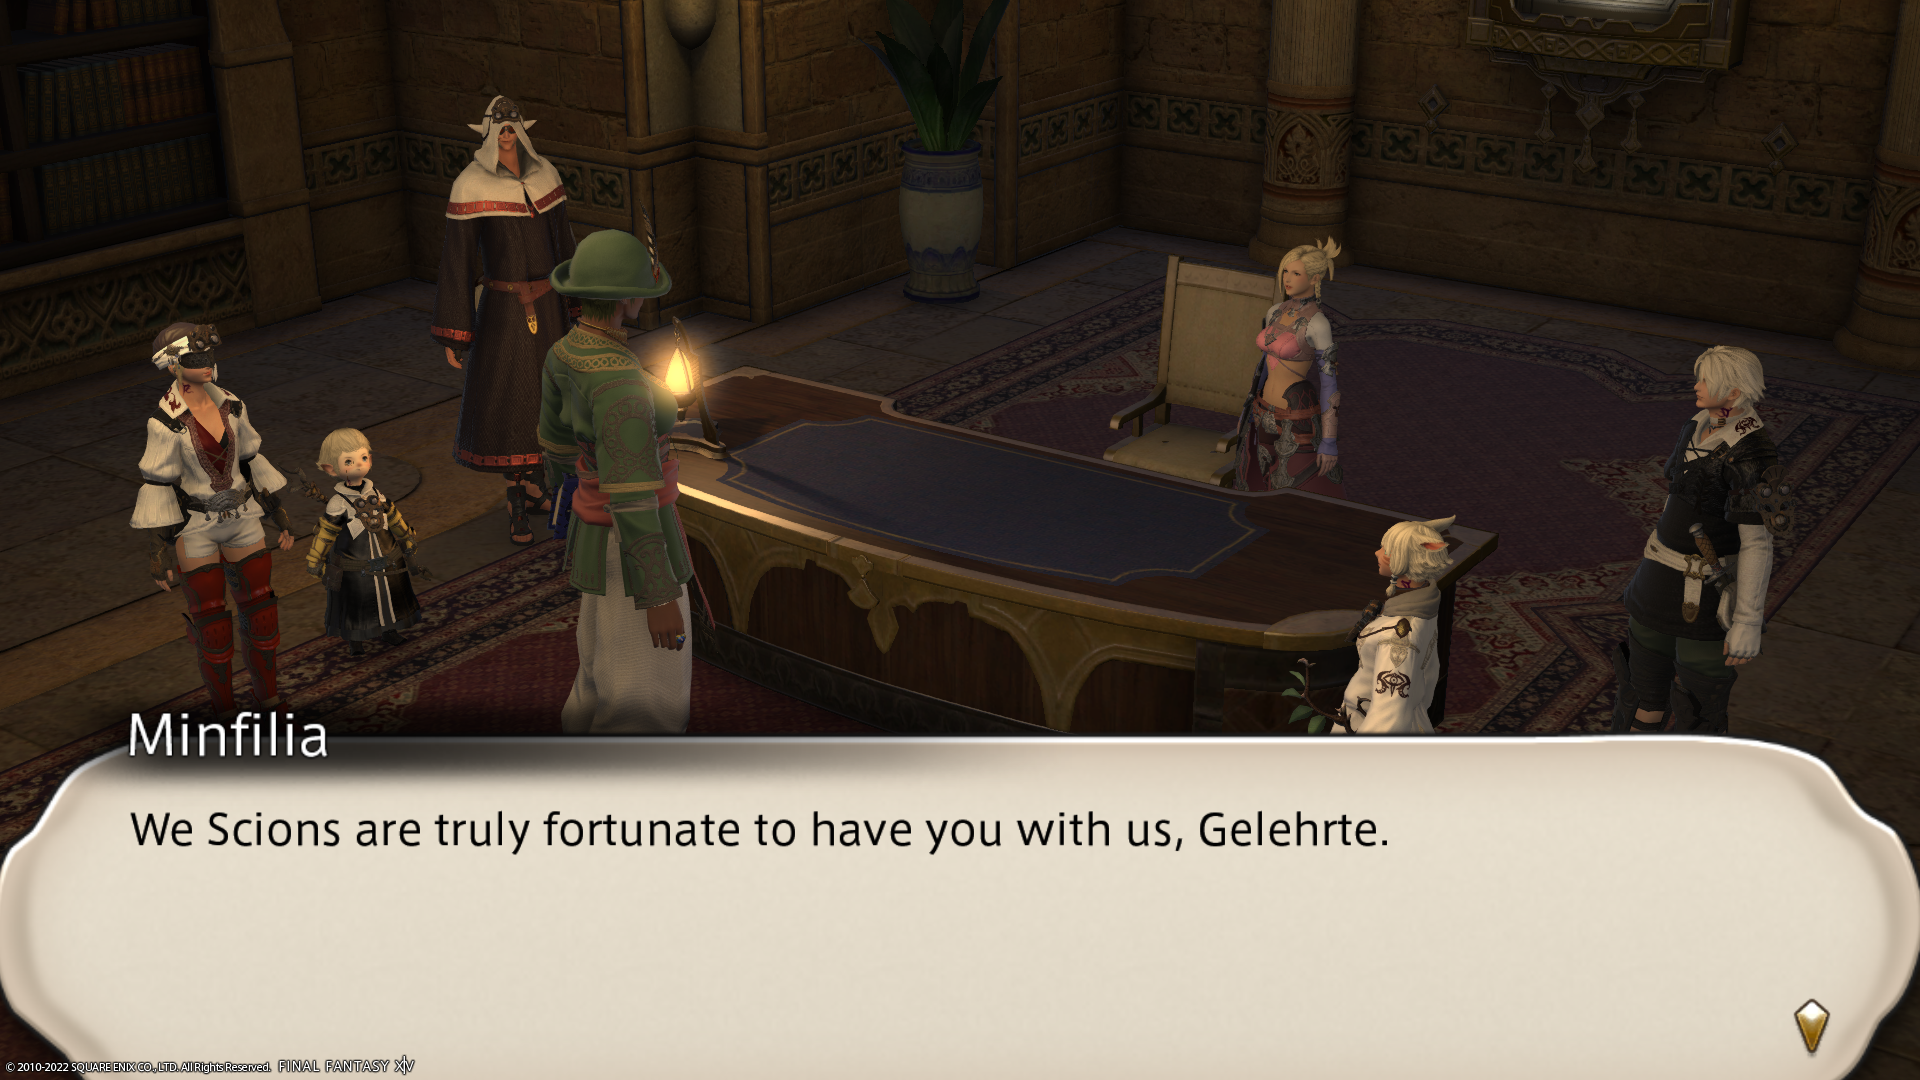 Minfilia
We Scions are truly fortunate to have you with us, Gelehrte.
© 2010-2022 SQUARE ENIX CO., LTD. All Rights Reserved. FINAL FANTASY XIV